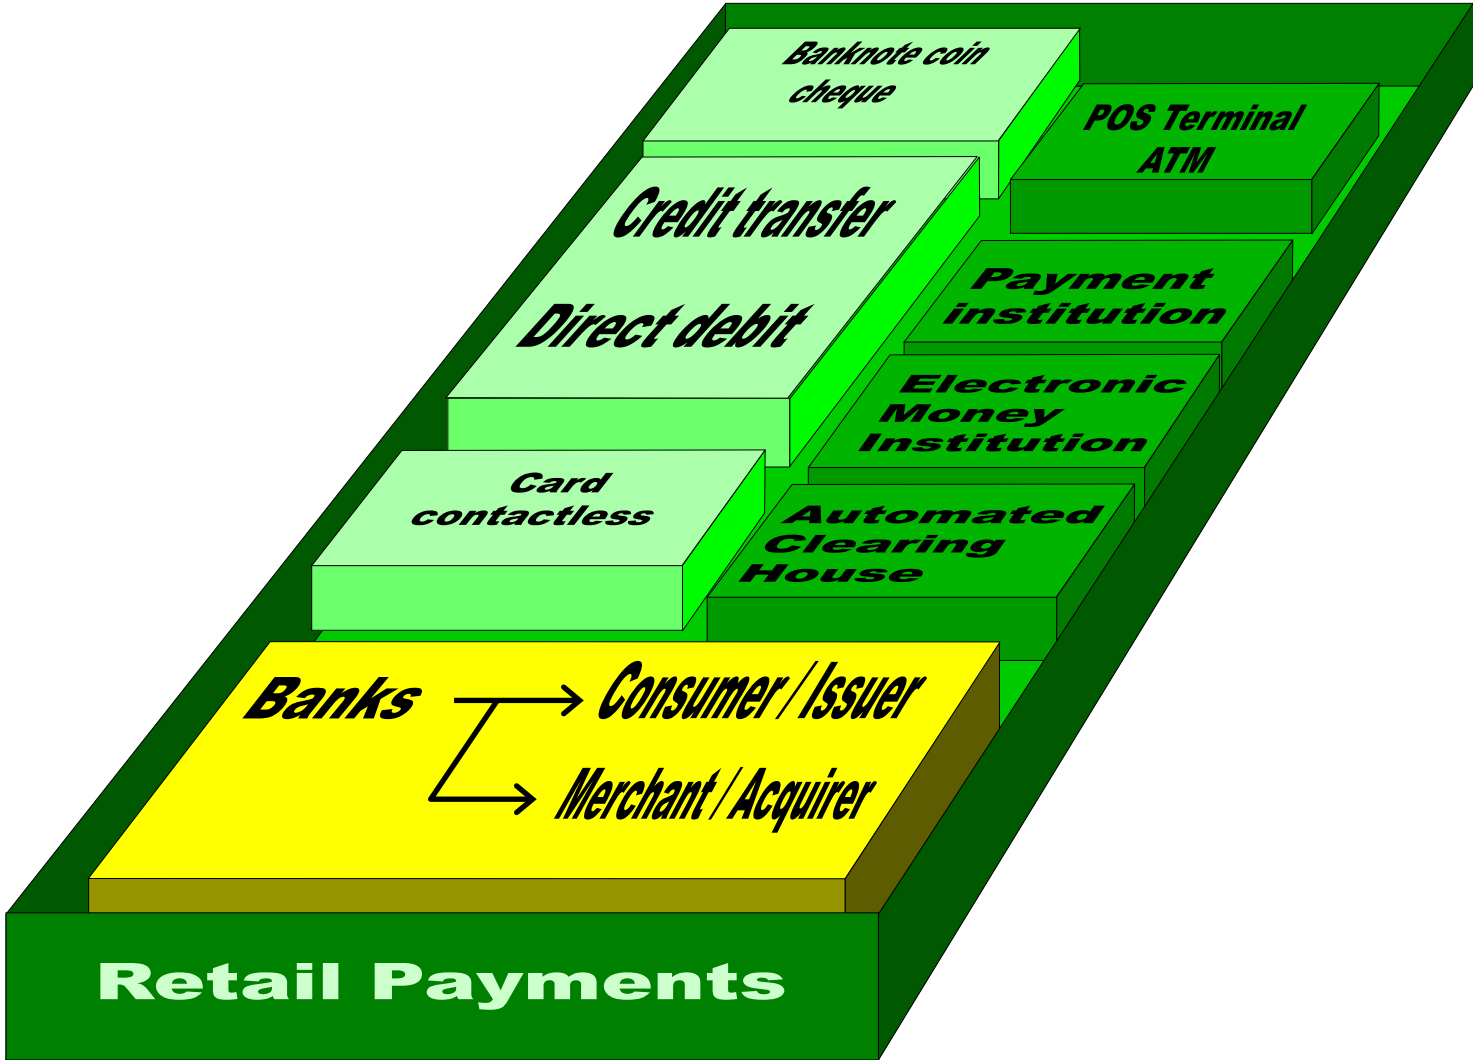 Banknote coin
cheque
POS Terminal
ATM
Credit transfer
Direct debit
Payment
institution
Electronic
Money
Institution
Card
contactless
Automated
Clearing
House
Banks
Consumer / Issuer
Merchant / Acquirer
Retail Payments